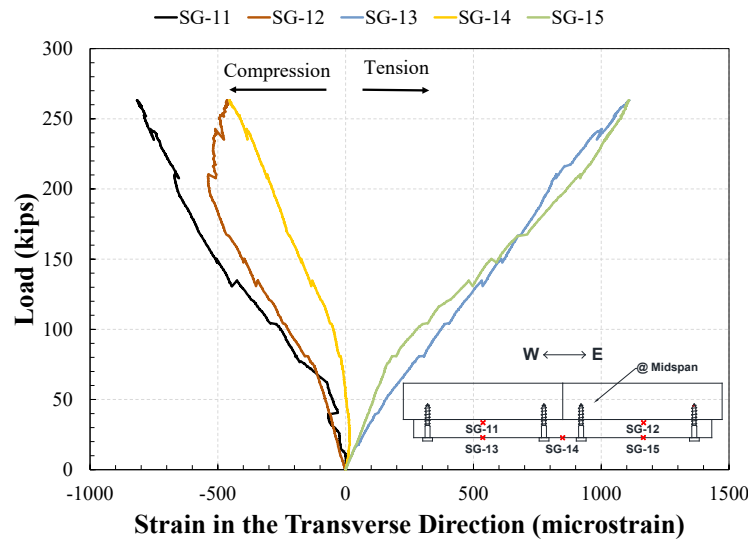 SG-11 SG-12 SG-13 SG-14 SG-15
300
250
200
150
100
50
0
Load (kips)
Compression Tension
W E
@ Midspan
SG-11 SG-12
SG-13 SG-14 SG-15
-1000 -500 0 500 1000 1500
Strain in the Transverse Direction (microstrain)